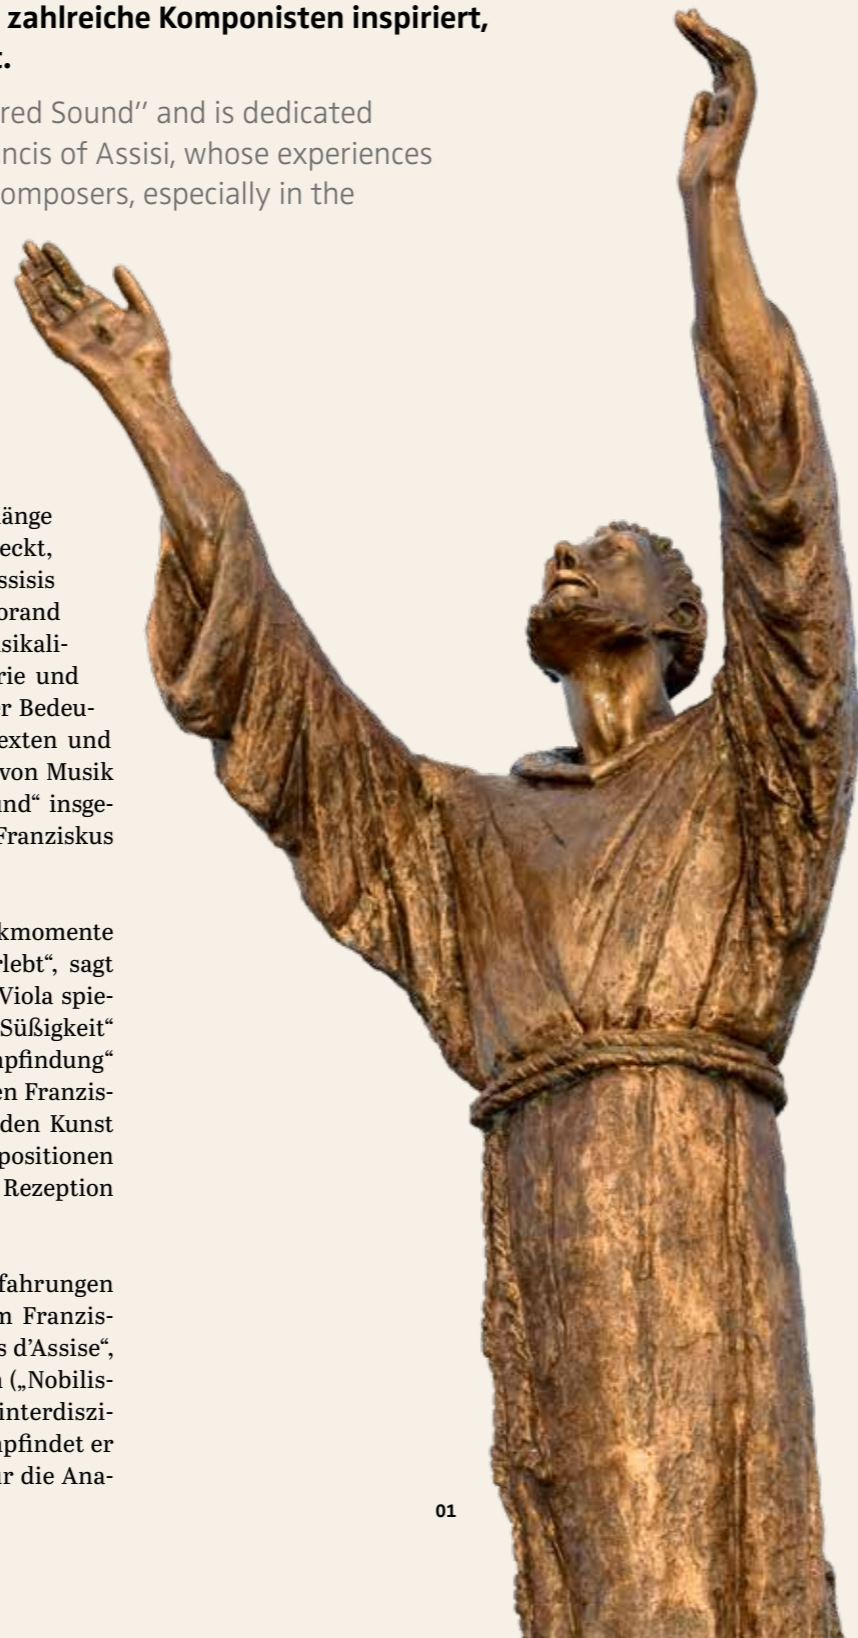 zahlreiche Komponisten inspiriert,
t.
red Sound” and is dedicated
ncis of Assisi, whose experiences
omposers, especially in the
änge
eckt,
ssisis
orand
sikali-
rie und
r Bedeu-
exten und
von Musik
und“ insge-
Franziskus
kmomente
rlebt“, sagt
Viola spie-
Süßigkeit“
npfindung“
en Franzis-
den Kunst
positionen
Rezeption
fahrungen
m Franzis-
s d’Assise“,
n („Nobilis-
interdiszi-
npfindet er
ür die Ana-
01